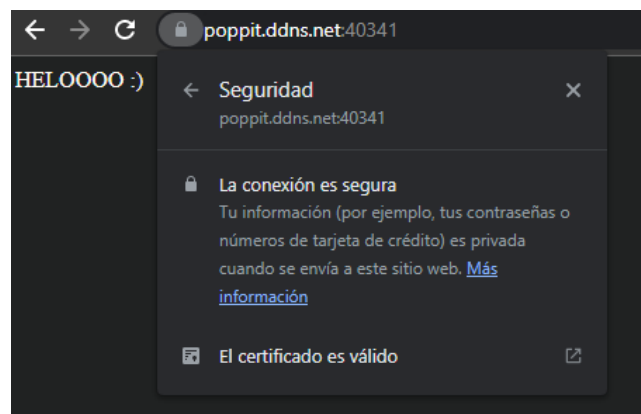 poppit.ddns.net:40341
HELOOOO :)
Seguridad
poppit.ddns.net:40341
La conexión es segura
Tu información (por ejemplo, tus contraseñas o
números de tarjeta de crédito) es privada
cuando se envía a este sitio web. Más
información
El certificado es válido